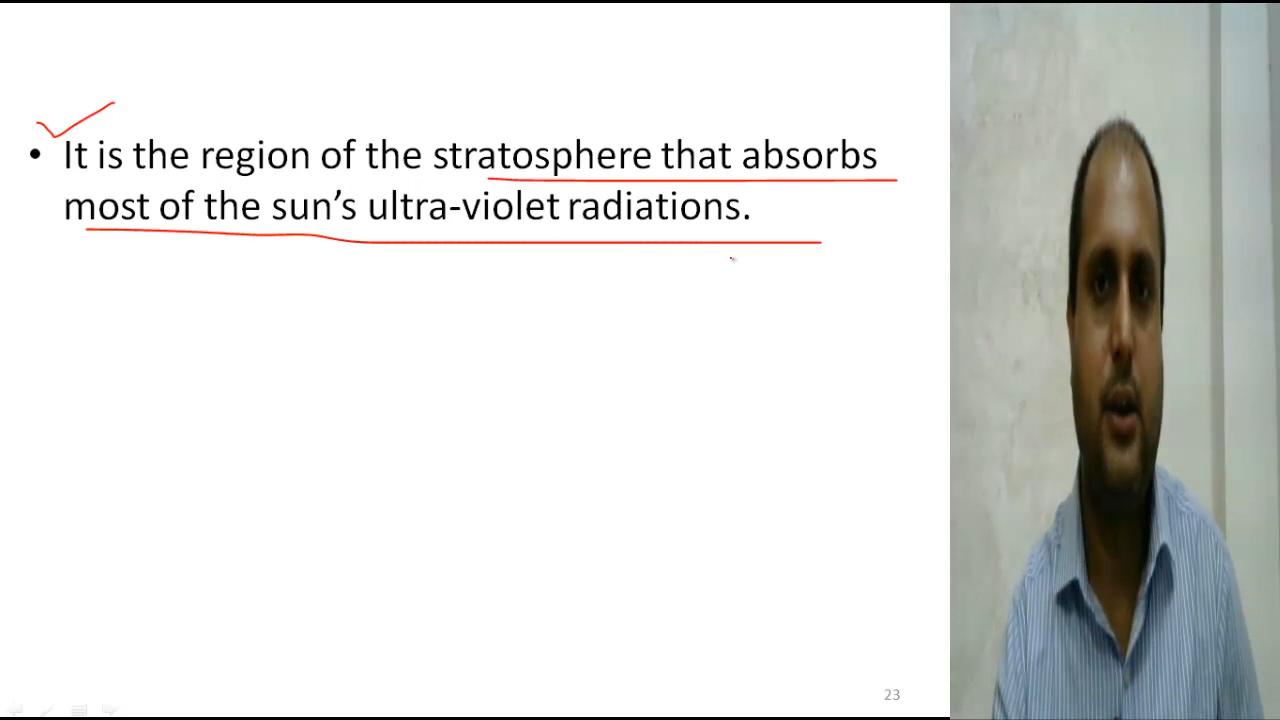 • It is the region of the stratosphere that absorbs
most of the sun’s ultra-violet radiations.
23